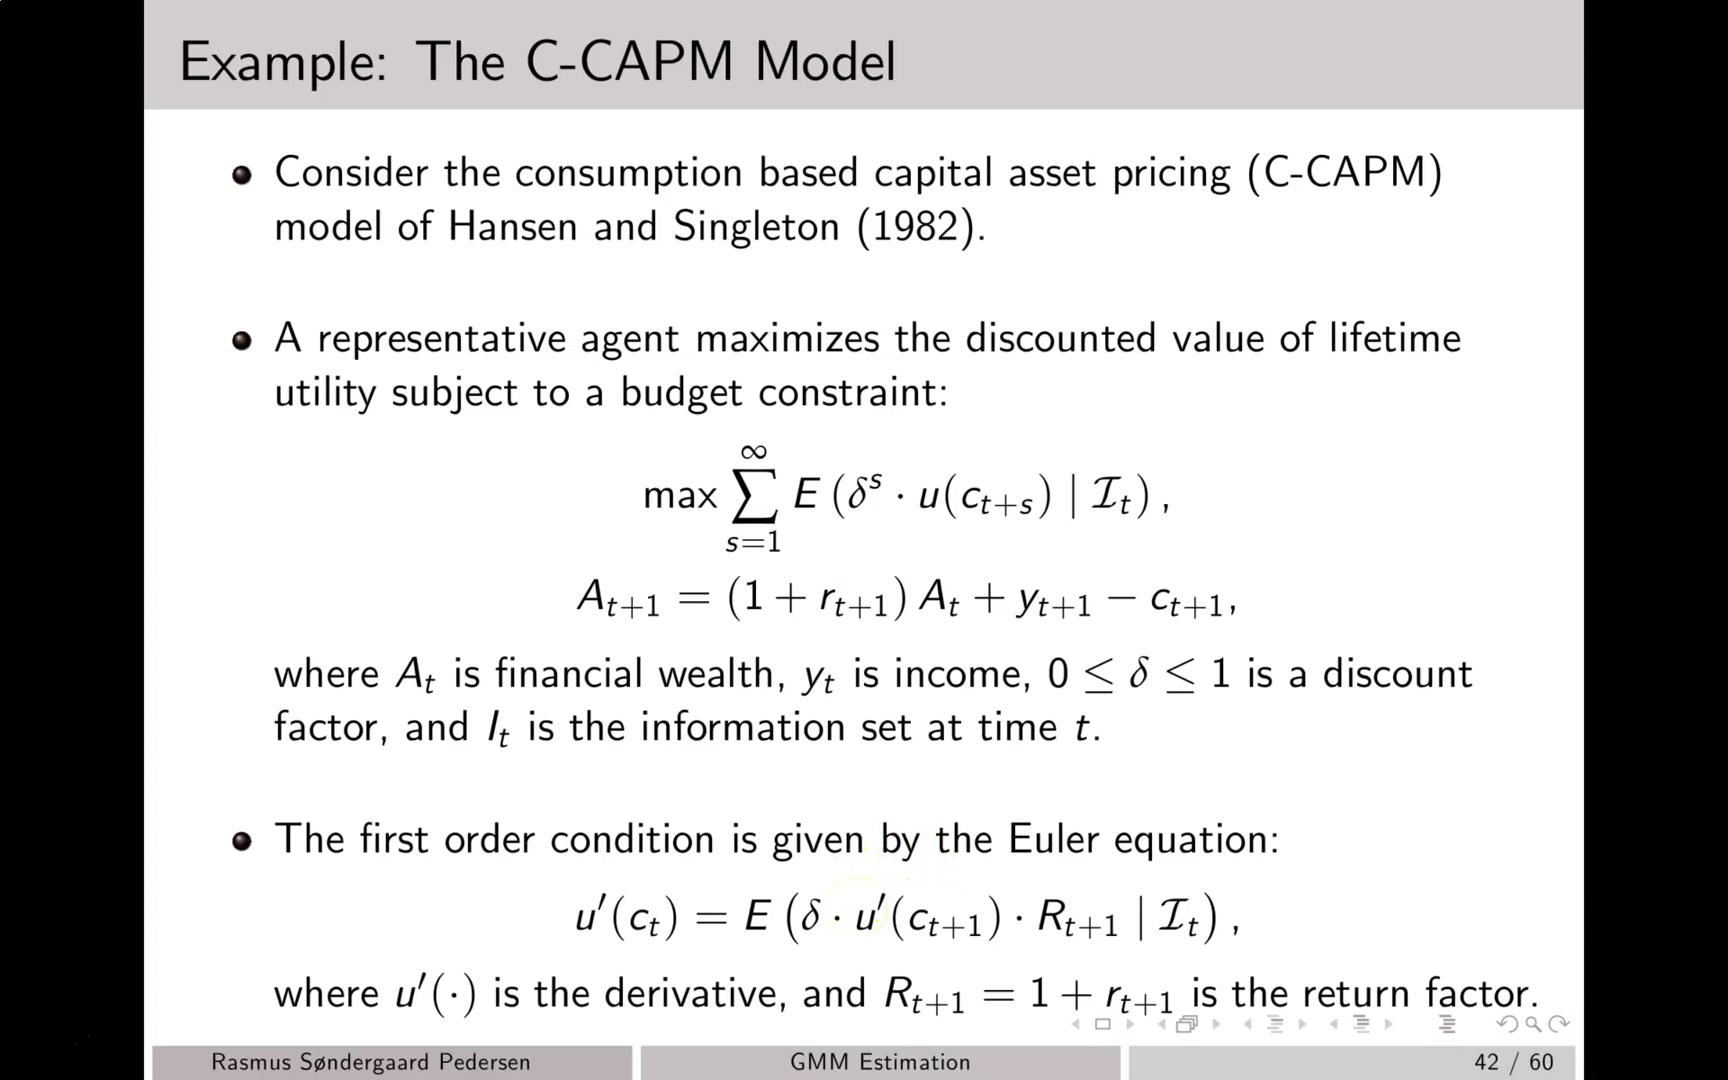 Example: The C-CAPM Model
Consider the consumption based capital asset pricing (C-CAPM)
model of Hansen and Singleton (1982).
A representative agent maximizes the discounted value of lifetime
utility subject to a budget constraint:
max ∑_{s=1}^{∞} E (δ^s · u(c_{t+s}) | ℐ_t) ,
A_{t+1} = (1 + r_{t+1}) A_t + y_{t+1} − c_{t+1},
where A_t is financial wealth, y_t is income, 0 ≤ δ ≤ 1 is a discount
factor, and I_t is the information set at time t.
The first order condition is given by the Euler equation:
u′(c_t) = E (δ · u′(c_{t+1}) · R_{t+1} | ℐ_t) ,
where u′(·) is the derivative, and R_{t+1} = 1 + r_{t+1} is the return factor.
Rasmus Søndergaard Pedersen
GMM Estimation
42 / 60